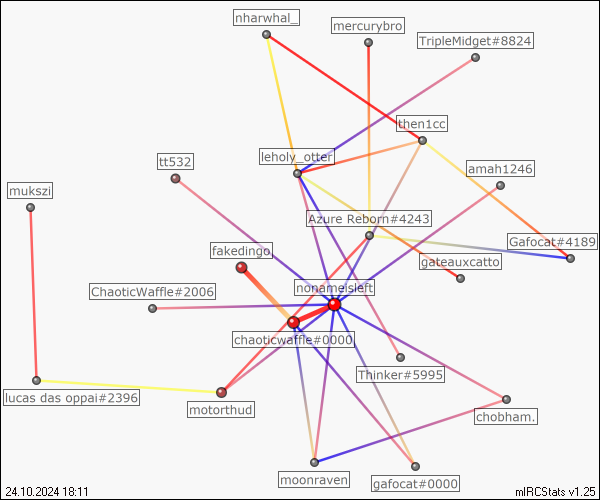 nharwhal_
mercurybro
TripleMidget#8824
then1cc
leholy_otter
tt532
amah1246
mukszi
Azure Reborn#4243
Gafocat#4189
fakedingo
gateauxcatto
nonameisleft
ChaoticWaffle#2006
chaoticwaffle#0000
Thinker#5995
lucas das oppai#2396
motorthud
chobham.
moonraven
gafocat#0000
24.10.2024 18:11
mIRCStats v1.25